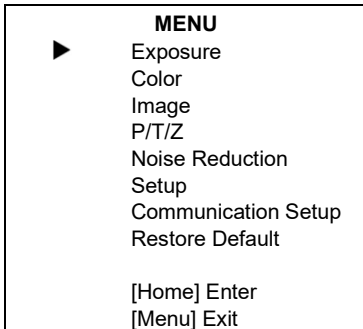 MENU
▶ Exposure
Color
Image
P/T/Z
Noise Reduction
Setup
Communication Setup
Restore Default
[Home] Enter
[Menu] Exit